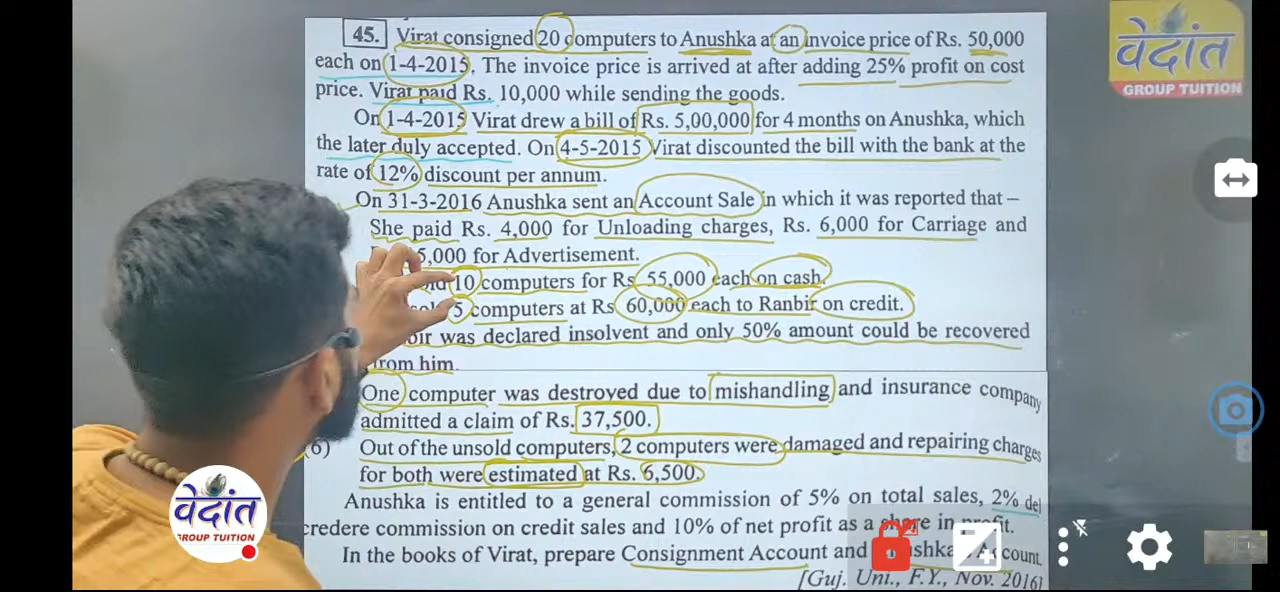 45. Virat consigned 20 computers to Anushka at an invoice price of Rs. 50,000
each on 1-4-2015. The invoice price is arrived at after adding 25% profit on cost
price. Virat paid Rs. 10,000 while sending the goods.
On 1-4-2015 Virat drew a bill of Rs. 5,00,000 for 4 months on Anushka, which
the later duly accepted. On 4-5-2015 Virat discounted the bill with the bank at the
rate of 12% discount per annum.
On 31-3-2016 Anushka sent an Account Sale in which it was reported that –
She paid Rs. 4,000 for Unloading charges, Rs. 6,000 for Carriage and
5,000 for Advertisement.
10 computers for Rs 55,000 each on cash.
5 computers at Rs 60,000 each to Ranbir on credit.
was declared insolvent and only 50% amount could be recovered
from him.
One computer was destroyed due to mishandling and insurance company
admitted a claim of Rs. 37,500.
(6) Out of the unsold computers, 2 computers were damaged and repairing charges
for both were estimated at Rs. 6,500.
Anushka is entitled to a general commission of 5% on total sales, 2% del
credere commission on credit sales and 10% of net profit as a share in profit.
In the books of Virat, prepare Consignment Account and
[Guj. Uni., F.Y., Nov. 2016]
वेदांत
GROUP TUITION
वेदांत
GROUP TUITION